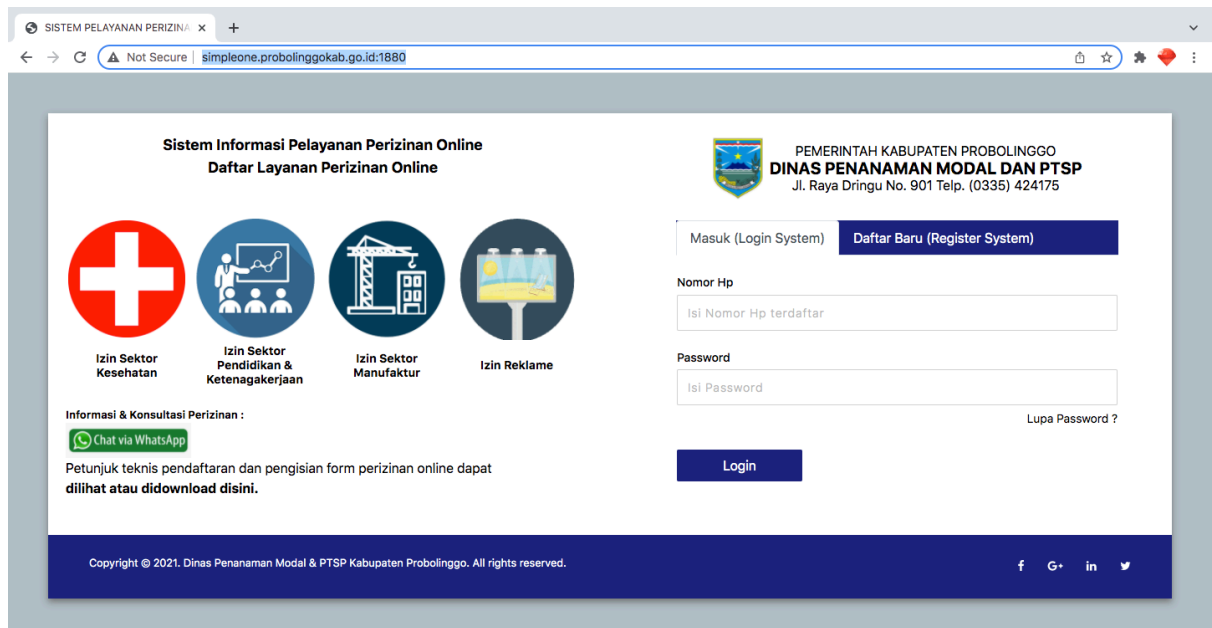 SISTEM PELAYANAN PERIZINA
Not Secure | simpleone.probolinggokab.go.id:1880
Sistem Informasi Pelayanan Perizinan Online
Daftar Layanan Perizinan Online
Izin Sektor
Kesehatan
Izin Sektor
Pendidikan &
Ketenagakerjaan
Izin Sektor
Manufaktur
Izin Reklame
Informasi & Konsultasi Perizinan :
Chat via WhatsApp
Petunjuk teknis pendaftaran dan pengisian form perizinan online dapat
dilihat atau didownload disini.
PEMERINTAH KABUPATEN PROBOLINGGO
DINAS PENANAMAN MODAL DAN PTSP
Jl. Raya Dringu No. 901 Telp. (0335) 424175
Masuk (Login System)
Daftar Baru (Register System)
Nomor Hp
Isi Nomor Hp terdaftar
Password
Isi Password
Lupa Password ?
Login
Copyright © 2021. Dinas Penanaman Modal & PTSP Kabupaten Probolinggo. All rights reserved.
f G+ in